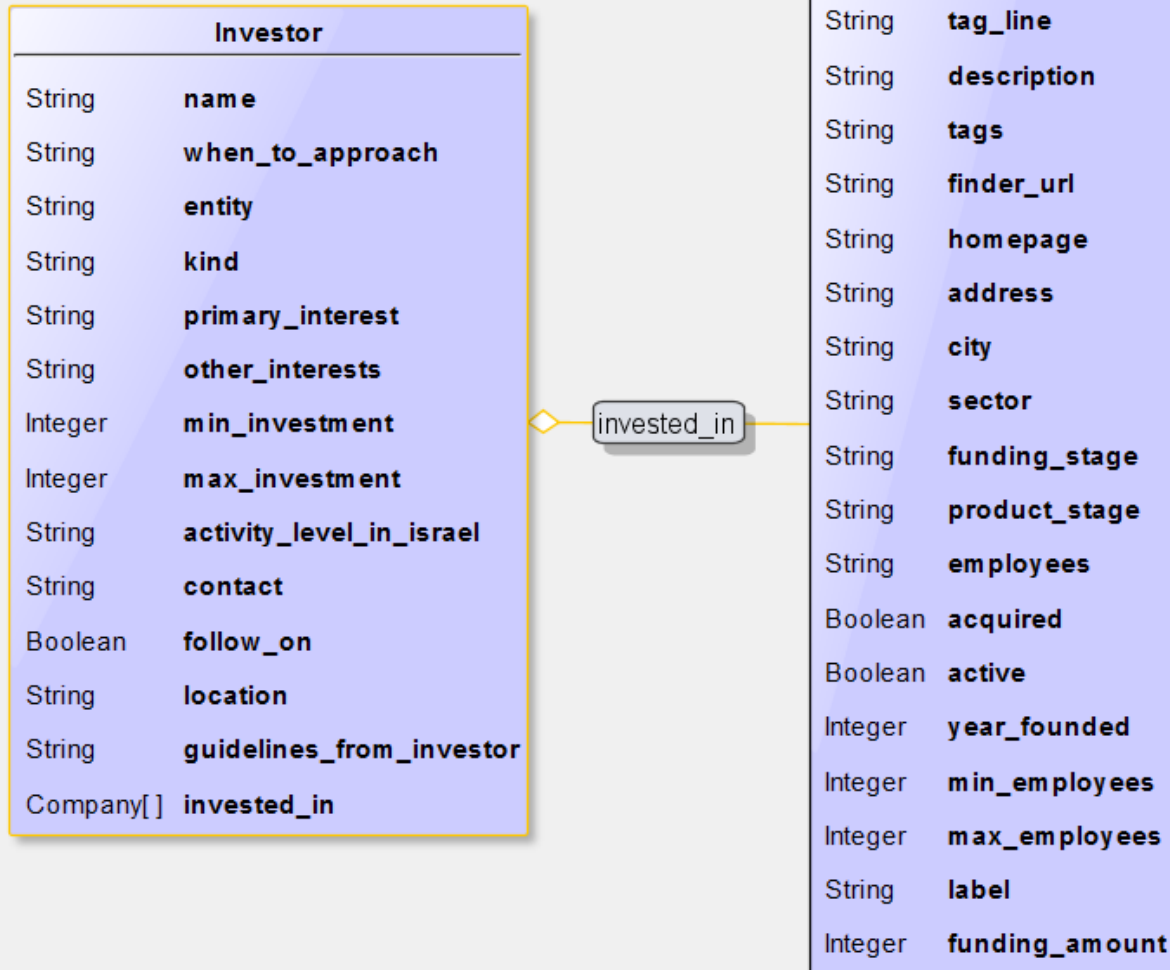 Investor
String name
String when_to_approach
String entity
String kind
String primary_interest
String other_interests
Integer min_investment
Integer max_investment
String activity_level_in_israel
String contact
Boolean follow_on
String location
String guidelines_from_investor
Company[] invested_in
invested_in
String tag_line
String description
String tags
String finder_url
String homepage
String address
String city
String sector
String funding_stage
String product_stage
String employees
Boolean acquired
Boolean active
Integer year_founded
Integer min_employees
Integer max_employees
String label
Integer funding_amount